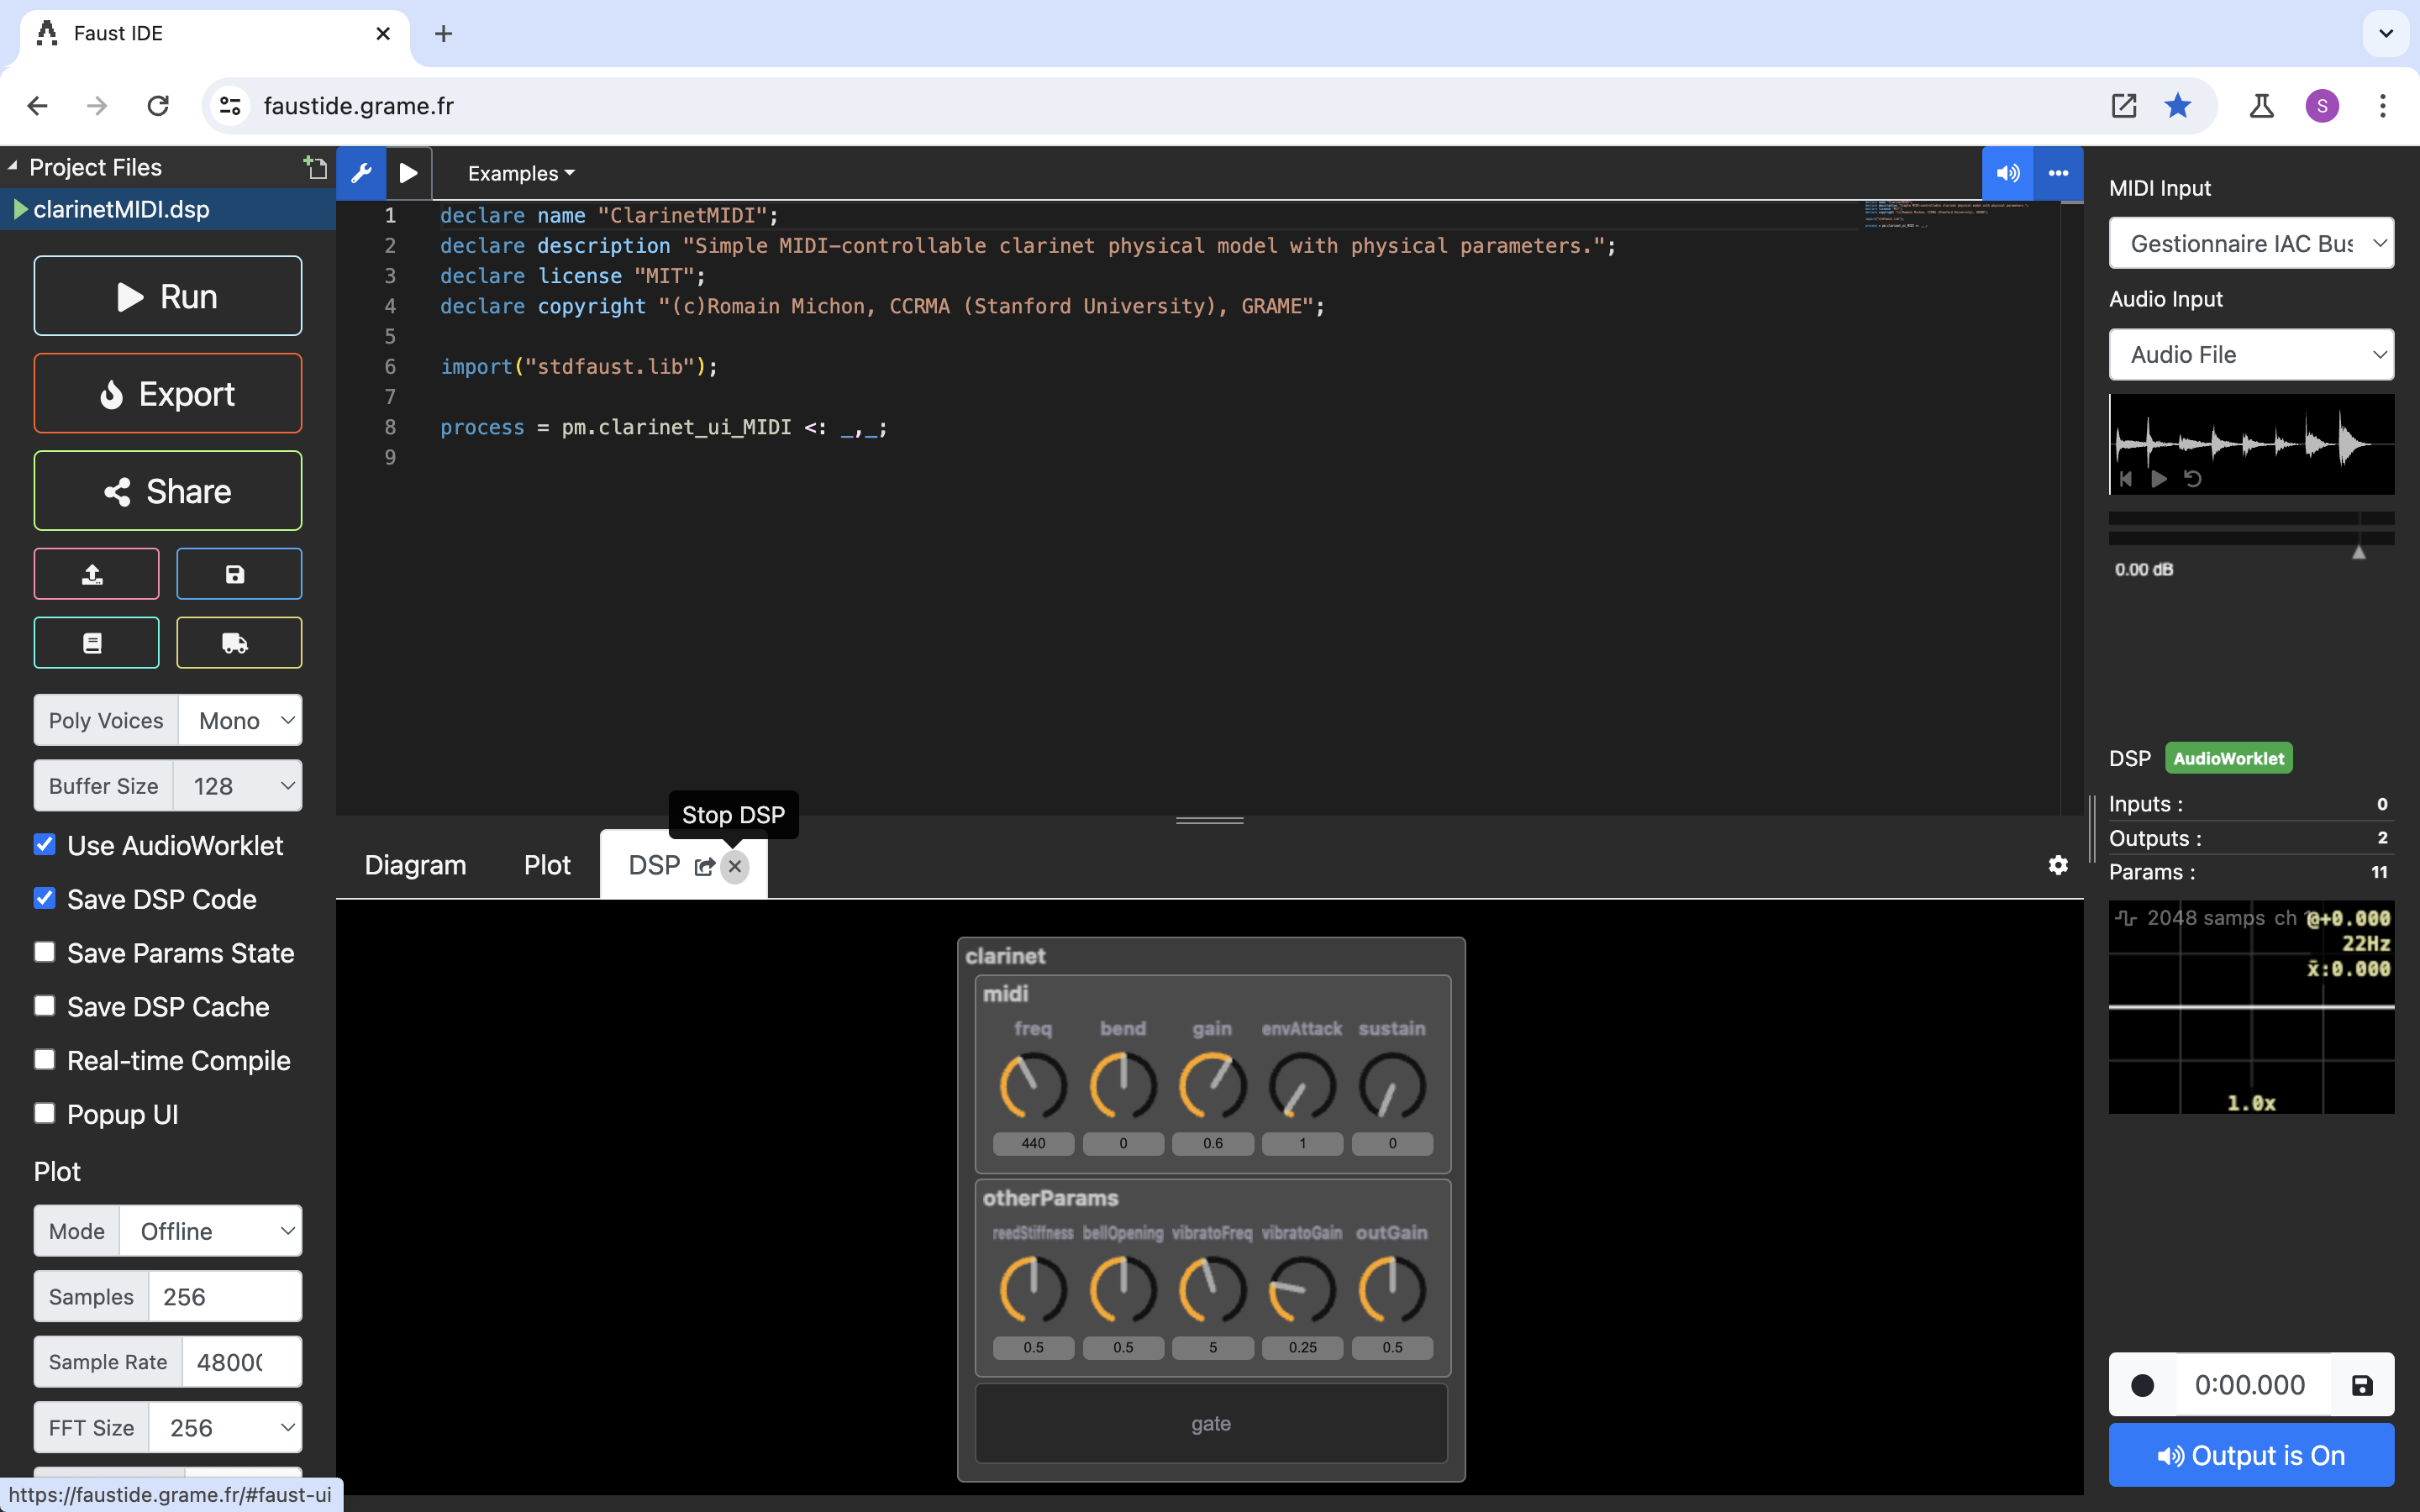 Faust IDE
faustide.grame.fr
S
Project Files
clarinetMIDI.dsp
Run
Export
Share
Poly Voices Mono
Buffer Size 128
Use AudioWorklet
Save DSP Code
Save Params State
Save DSP Cache
Real-time Compile
Popup UI
Plot
Mode Offline
Samples 256
Sample Rate 48000
FFT Size 256
https://faustide.grame.fr/#faust-ui
Examples
1 declare name "ClarinetMIDI";
2 declare description "Simple MIDI-controllable clarinet physical model with physical parameters.";
3 declare license "MIT";
4 declare copyright "(c)Romain Michon, CCRMA (Stanford University), GRAME";
5
6 import("stdfaust.lib");
7
8 process = pm.clarinet_ui_MIDI <: _,_;
9
Stop DSP
Diagram Plot DSP
clarinet
midi
freq bend gain envAttack sustain
440 0 0.6 1 0
otherParams
reedStiffness bellOpening vibratoFreq vibratoGain outGain
0.5 0.5 5 0.25 0.5
gate
MIDI Input
Gestionnaire IAC Bus
Audio Input
Audio File
0.00 dB
DSP AudioWorklet
Inputs : 0
Outputs : 2
Params : 11
2048 samps ch @+0.000
22Hz
x̄:0.000
1.0x
0:00.000
Output is On